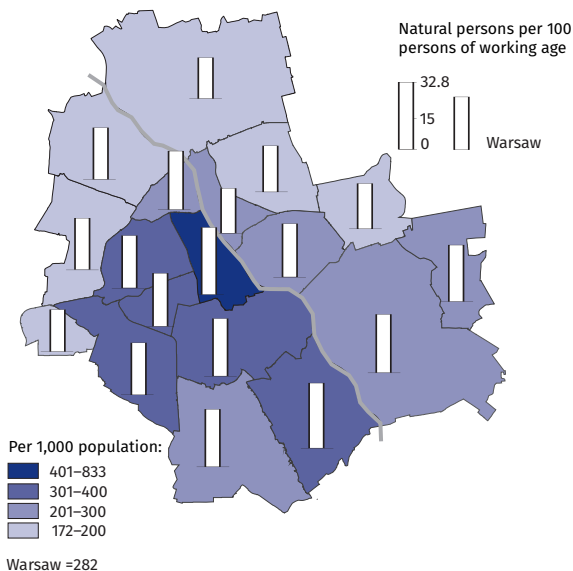 Natural persons per 100
persons of working age
32.8
15
0
Warsaw
Per 1,000 population:
401–833
301–400
201–300
172–200
Warsaw =282